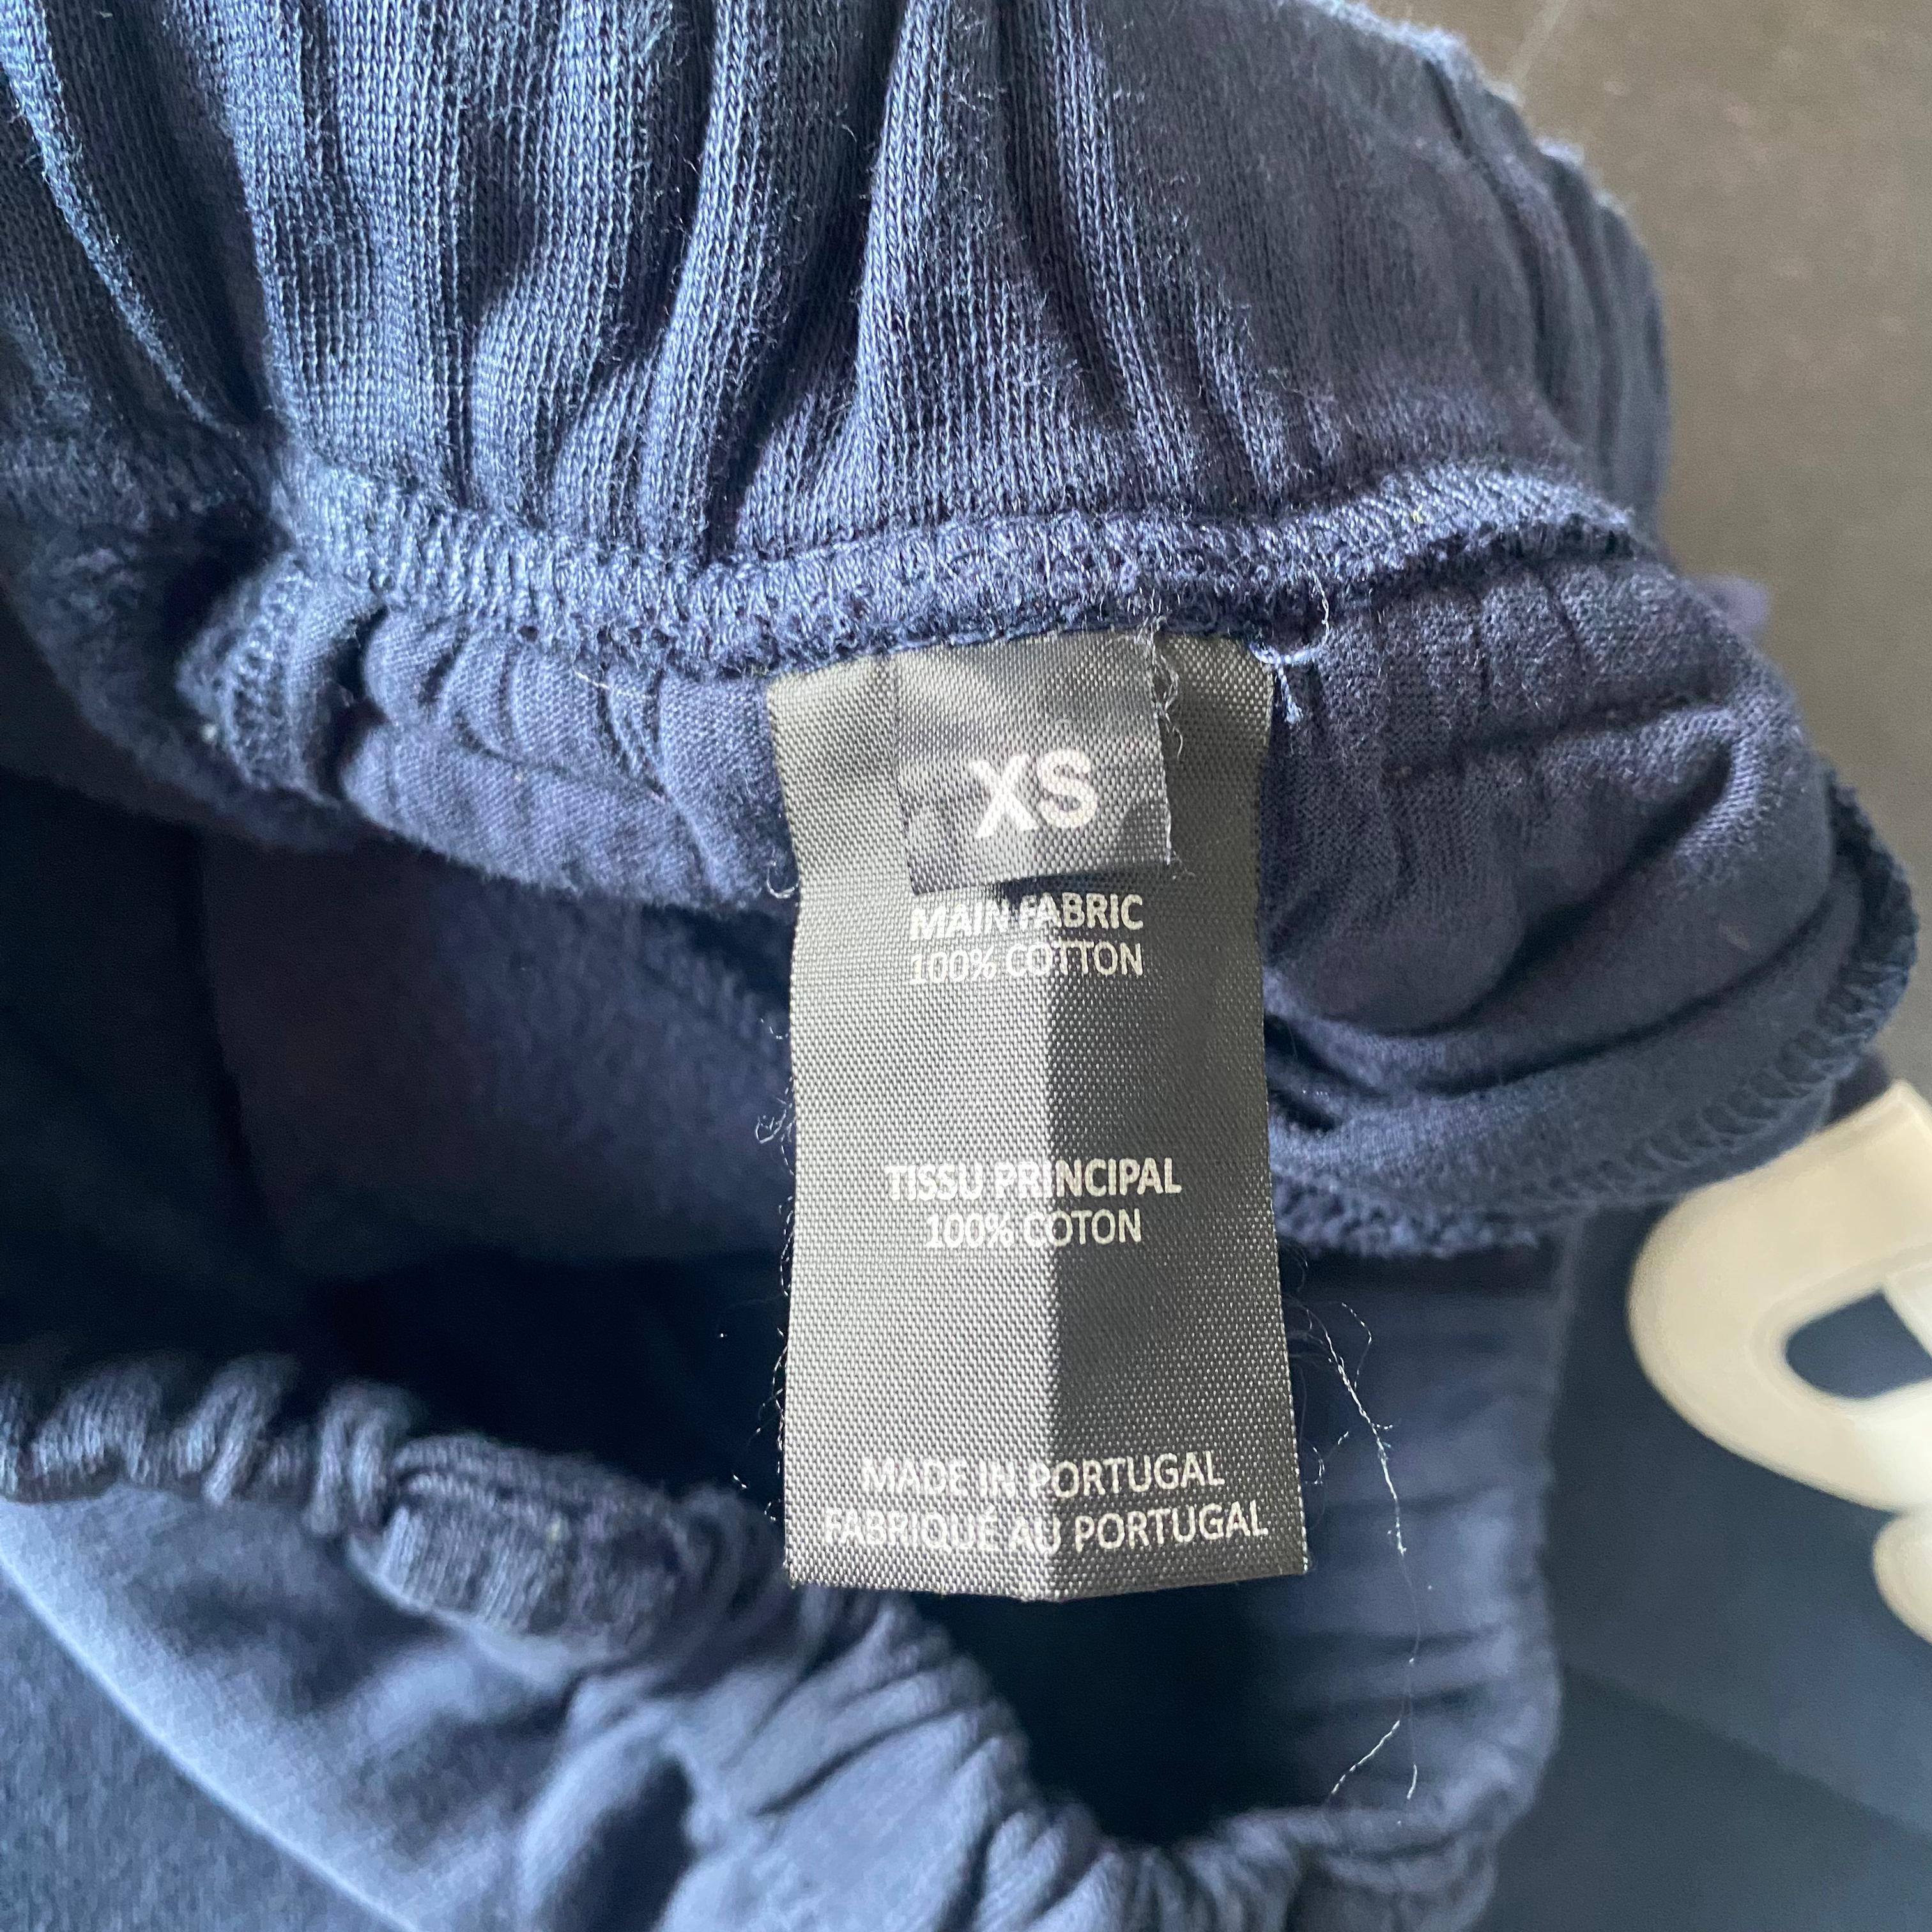 XS
MAIN FABRIC
100% COTTON
TISSU PRINCIPAL
100% COTON
MADE IN PORTUGAL
FABRIQUÉ AU PORTUGAL